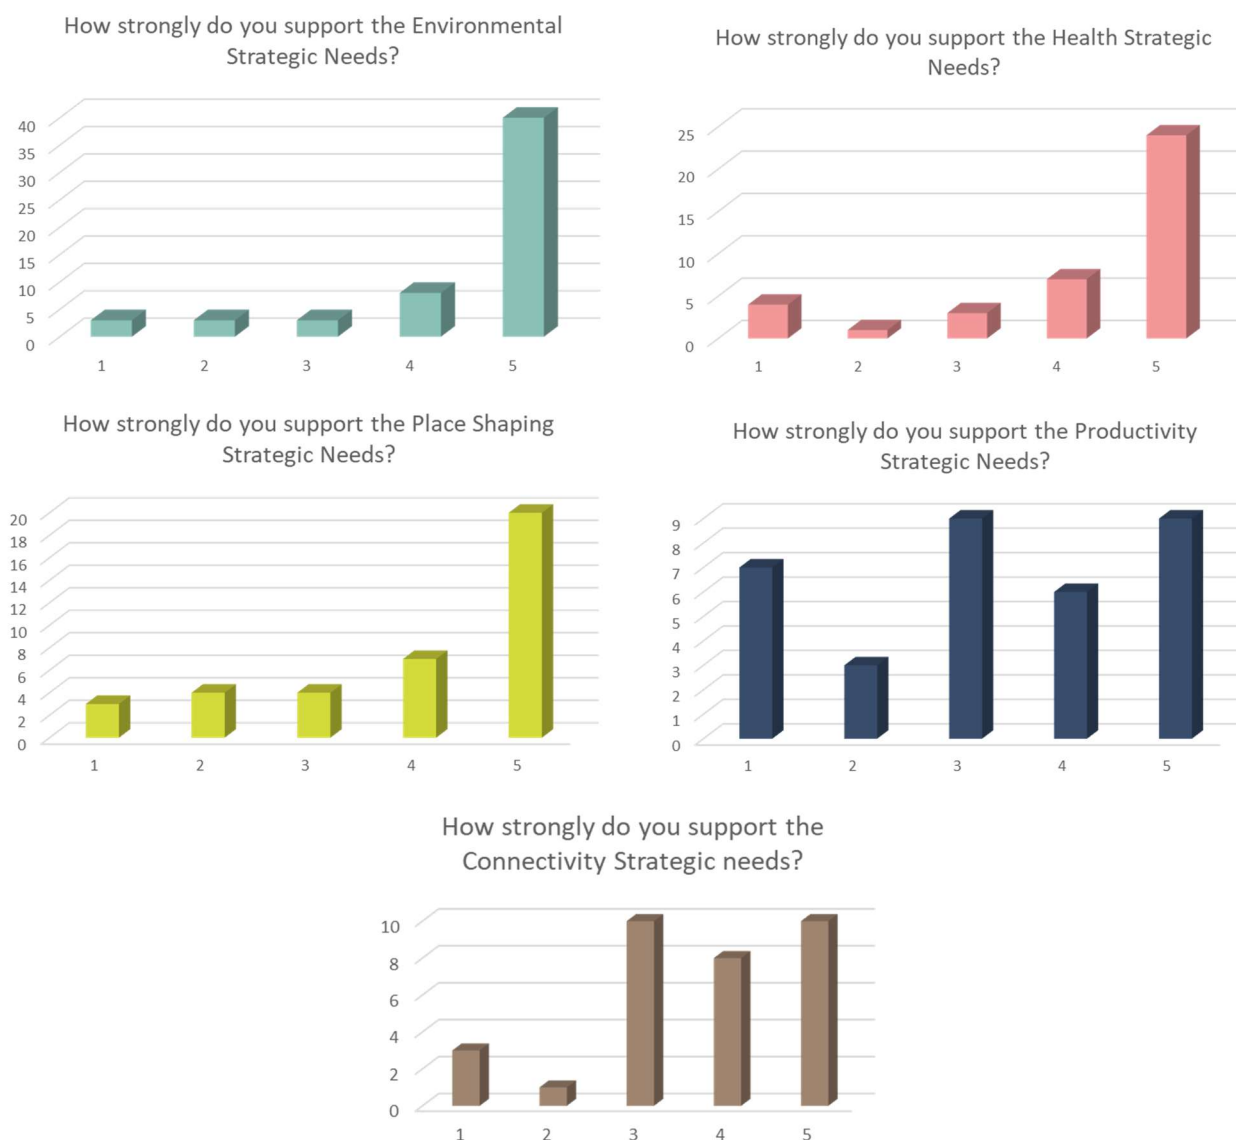 How strongly do you support the Environmental
Strategic Needs?
40
35
30
25
20
15
10
5
0
1 2 3 4 5
How strongly do you support the Health Strategic
Needs?
25
20
15
10
5
0
1 2 3 4 5
How strongly do you support the Place Shaping
Strategic Needs?
20
18
16
14
12
10
8
6
4
2
0
1 2 3 4 5
How strongly do you support the Productivity
Strategic Needs?
9
8
7
6
5
4
3
2
1
0
1 2 3 4 5
How strongly do you support the
Connectivity Strategic needs?
10
8
6
4
2
0
1 2 3 4 5